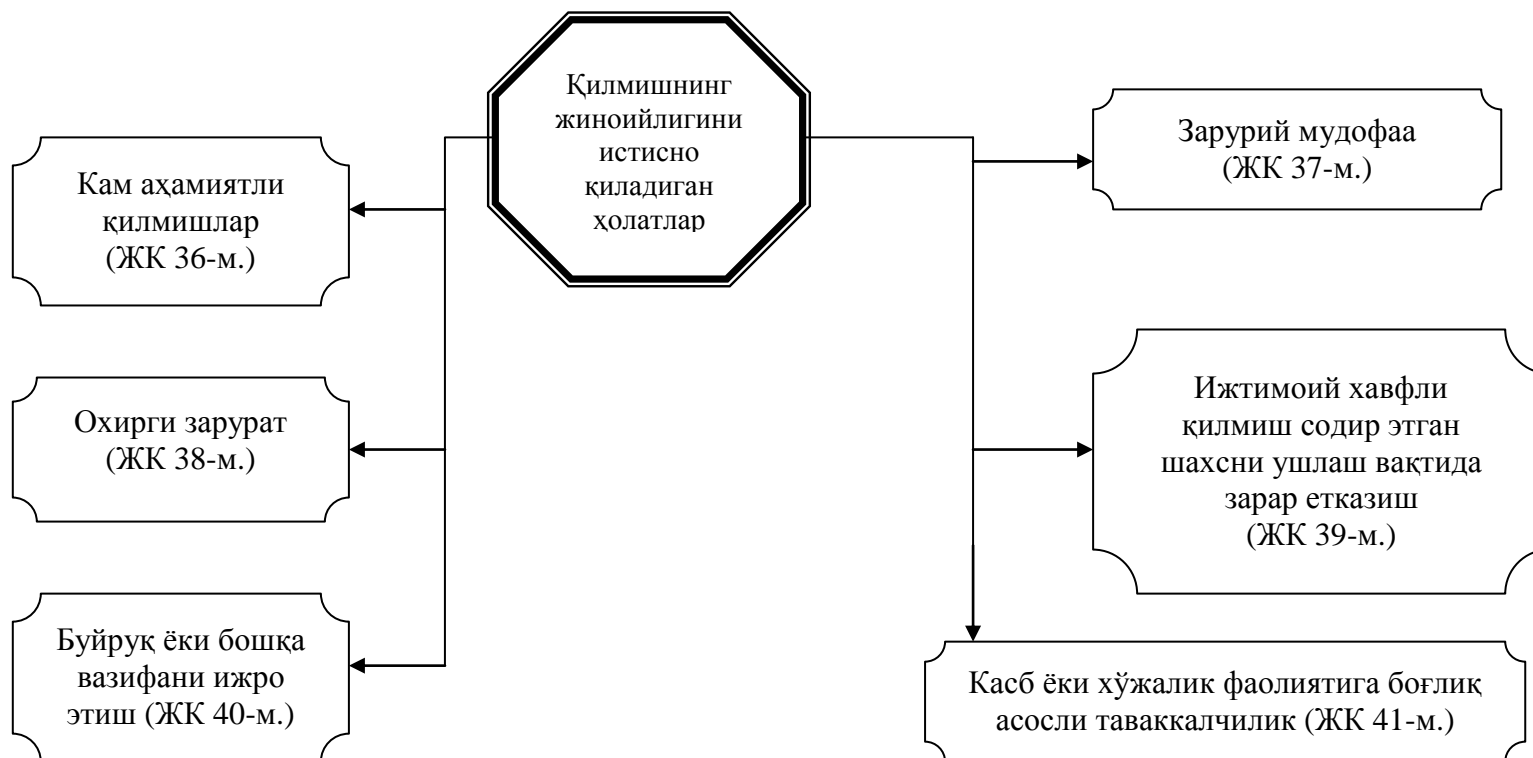 Қилмишнинг
жиноийлигини
истисно
қиладиган
ҳолатлар
Кам аҳамиятли
қилмишлар
(ЖК 36-м.)
Зарурий мудофаа
(ЖК 37-м.)
Охирги зарурат
(ЖК 38-м.)
Ижтимоий хавфли
қилмиш содир этган
шахсни ушлаш вақтида
зарар етказиш
(ЖК 39-м.)
Буйруқ ёки бошқа
вазифани ижро
этиш (ЖК 40-м.)
Касб ёки хўжалик фаолиятига боғлиқ
асосли таваккалчилик (ЖК 41-м.)